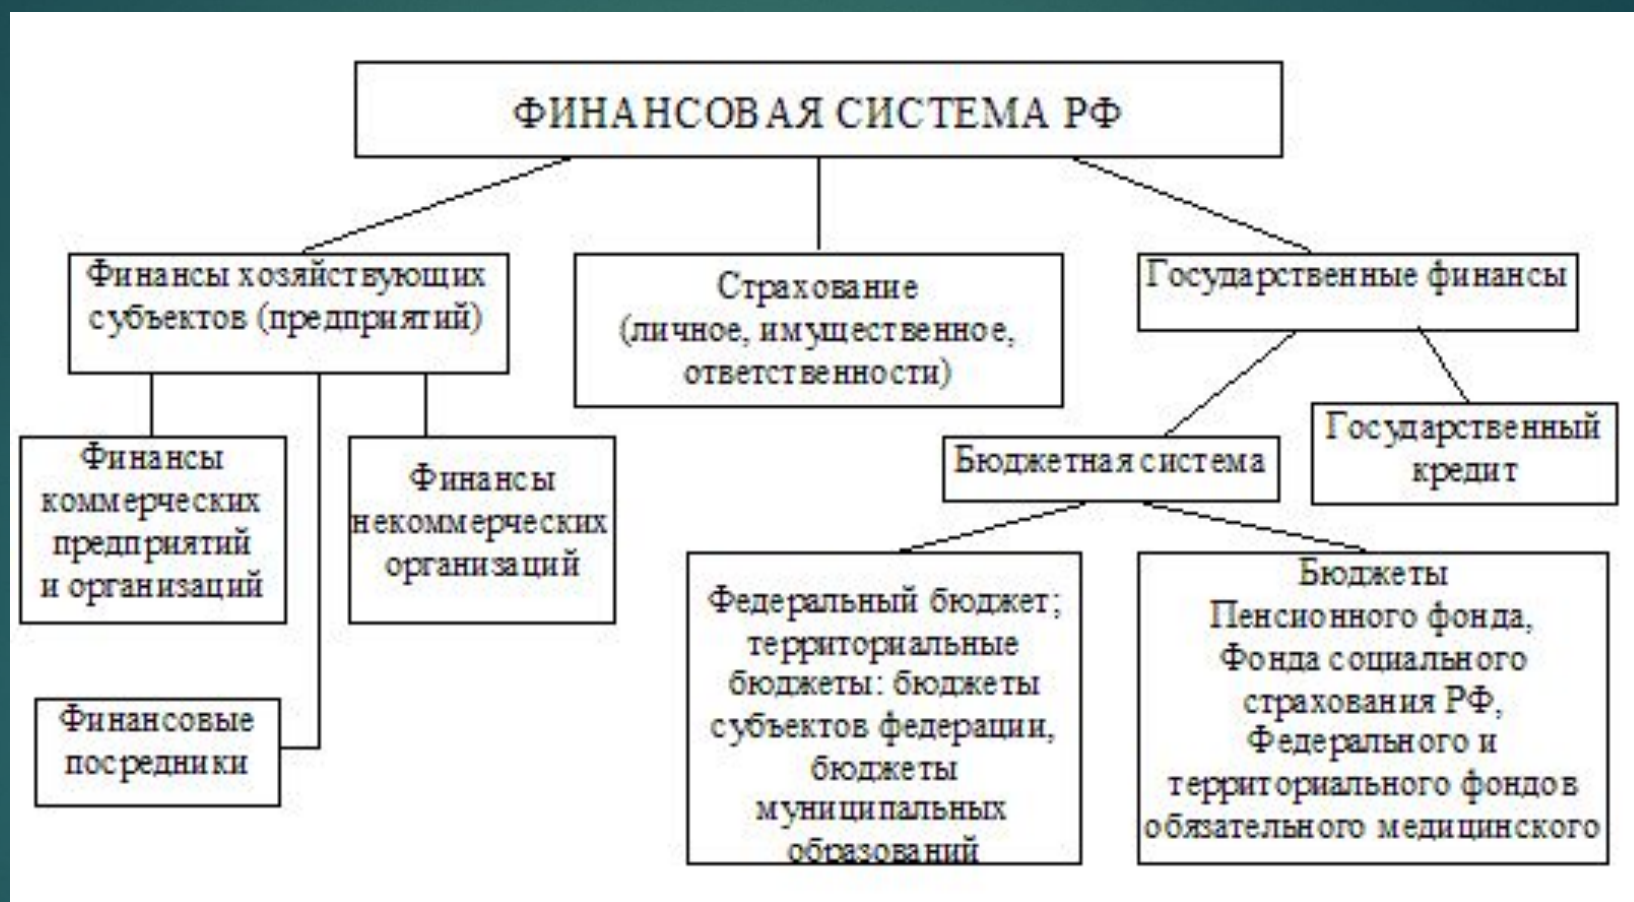 ФИНАНСОВАЯ СИСТЕМА РФ
Финансы хозяйствующих
субъектов (предприятий)
Страхование
(личное, имущественное,
ответственности)
Государственные финансы
Финансы
коммерческих
предприятий
и организаций
Финансы
некоммерческих
организаций
Финансовые
посредники
Бюджетная система
Государственный
кредит
Федеральный бюджет;
территориальные
бюджеты: бюджеты
субъектов федерации,
бюджеты
муниципальных
образований
Бюджеты
Пенсионного фонда,
Фонда социального
страхования РФ,
Федерального и
территориального фондов
обязательного медицинского